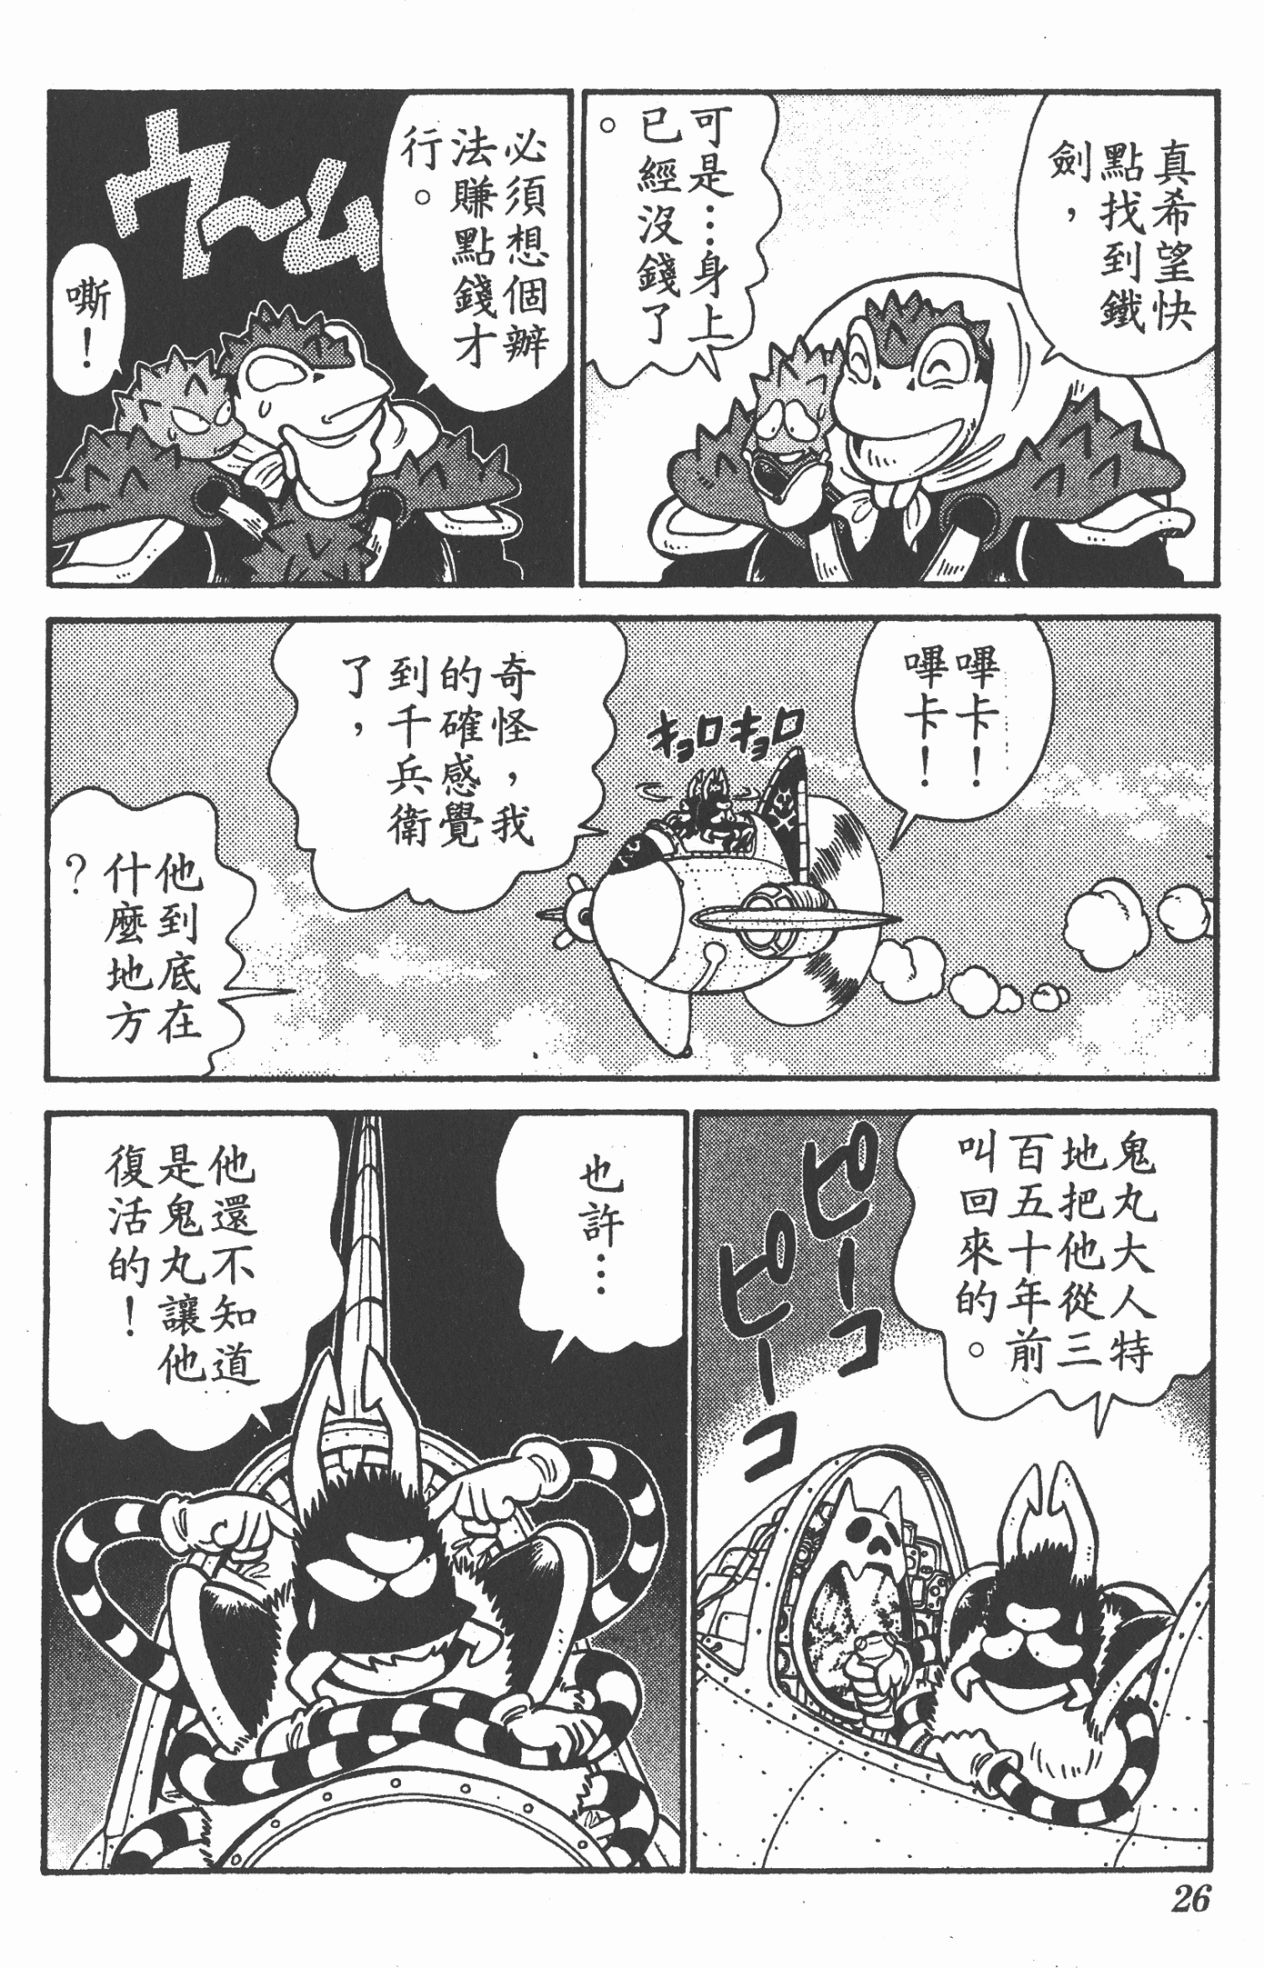 真希望快
點找到鐵
劍，
可是…身上
已經沒錢了
。
必須想個辦
法賺點錢才
行。
ウ〜ム
嘶！
嗶卡！
嗶卡！
キョロキョロ
奇怪，我
的確感覺
到千兵衛
了，
他到底在
什麼地方
？
鬼丸大人特
地把他從三
百五十年前
叫回來的。
ピーコ
ピーコ
也許…
他還不知道
是鬼丸讓他
復活的！
26